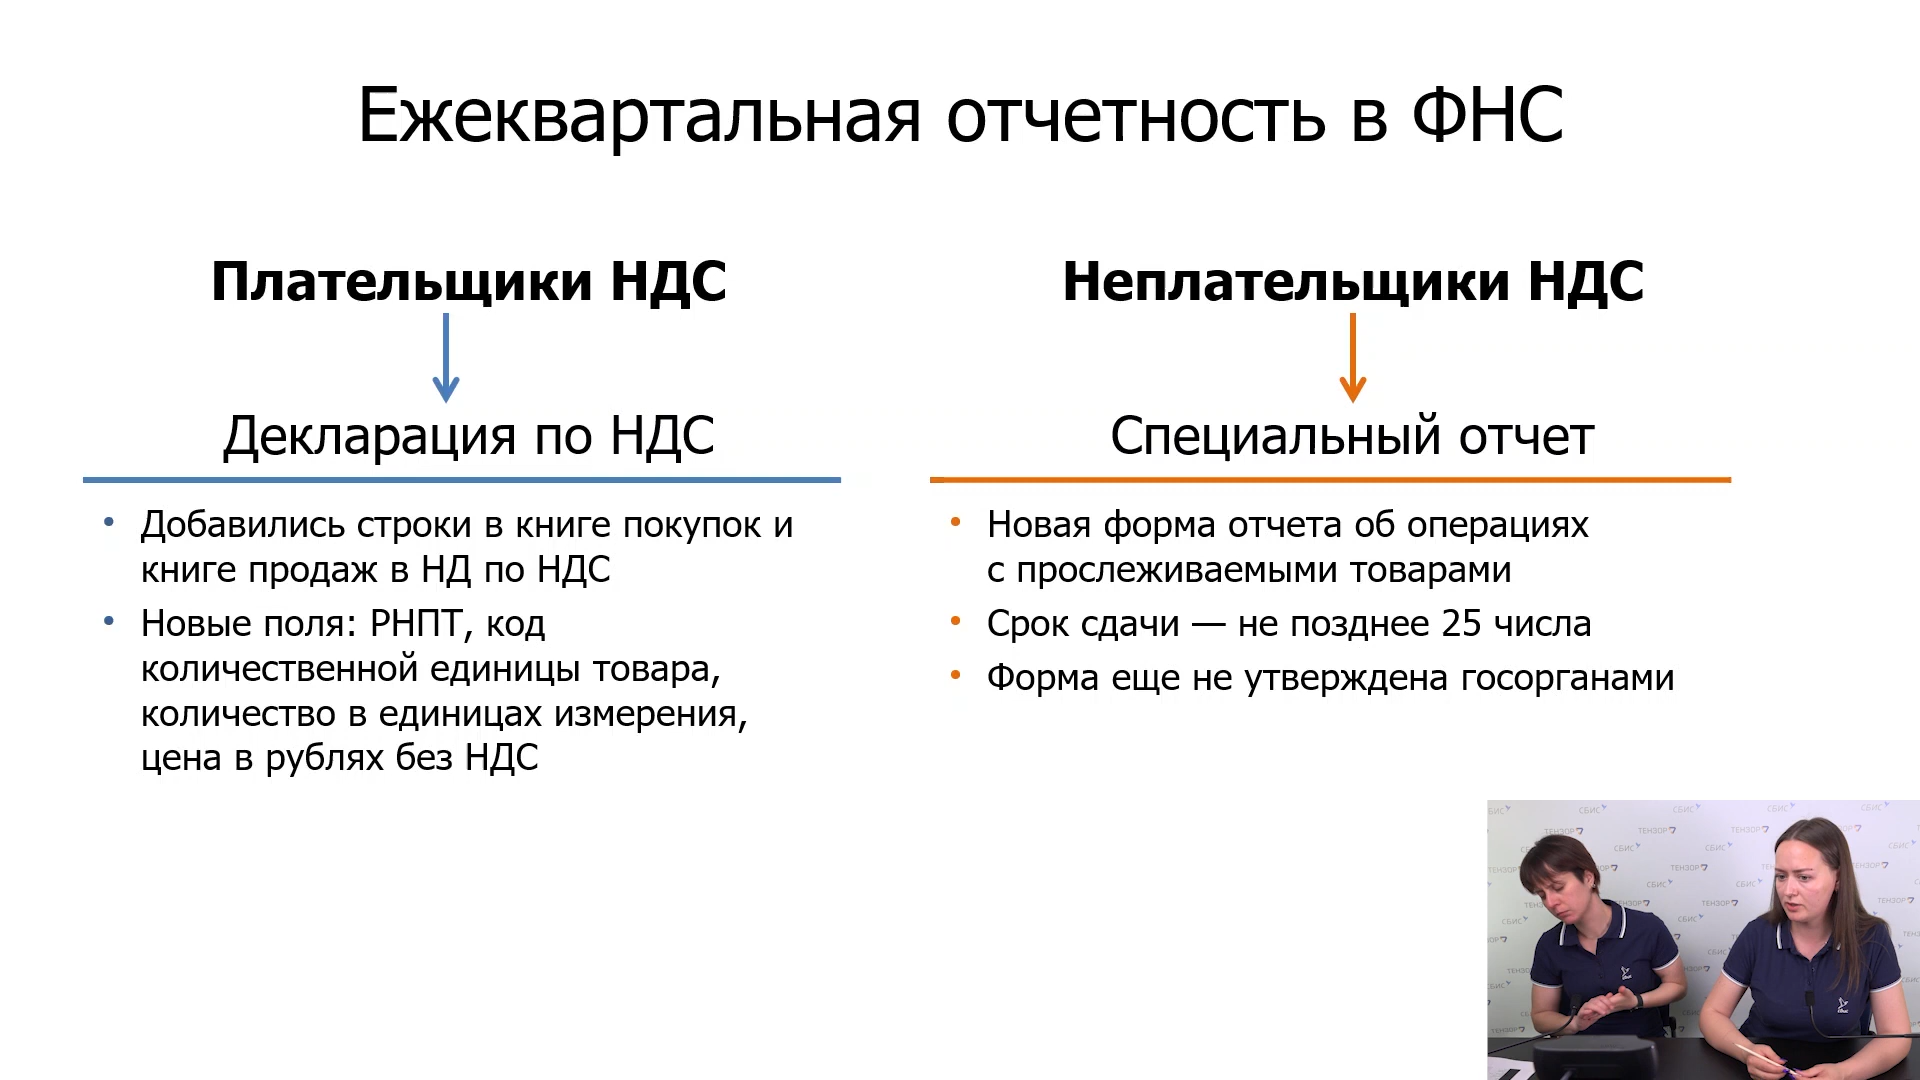 Ежеквартальная отчетность в ФНС
Плательщики НДС
Декларация по НДС
• Добавились строки в книге покупок и
книге продаж в НД по НДС
• Новые поля: РНПТ, код
количественной единицы товара,
количество в единицах измерения,
цена в рублях без НДС
Неплательщики НДС
Специальный отчет
• Новая форма отчета об операциях
с прослеживаемыми товарами
• Срок сдачи — не позднее 25 числа
• Форма еще не утверждена госорганами
СБИС
ТЕНЗОР